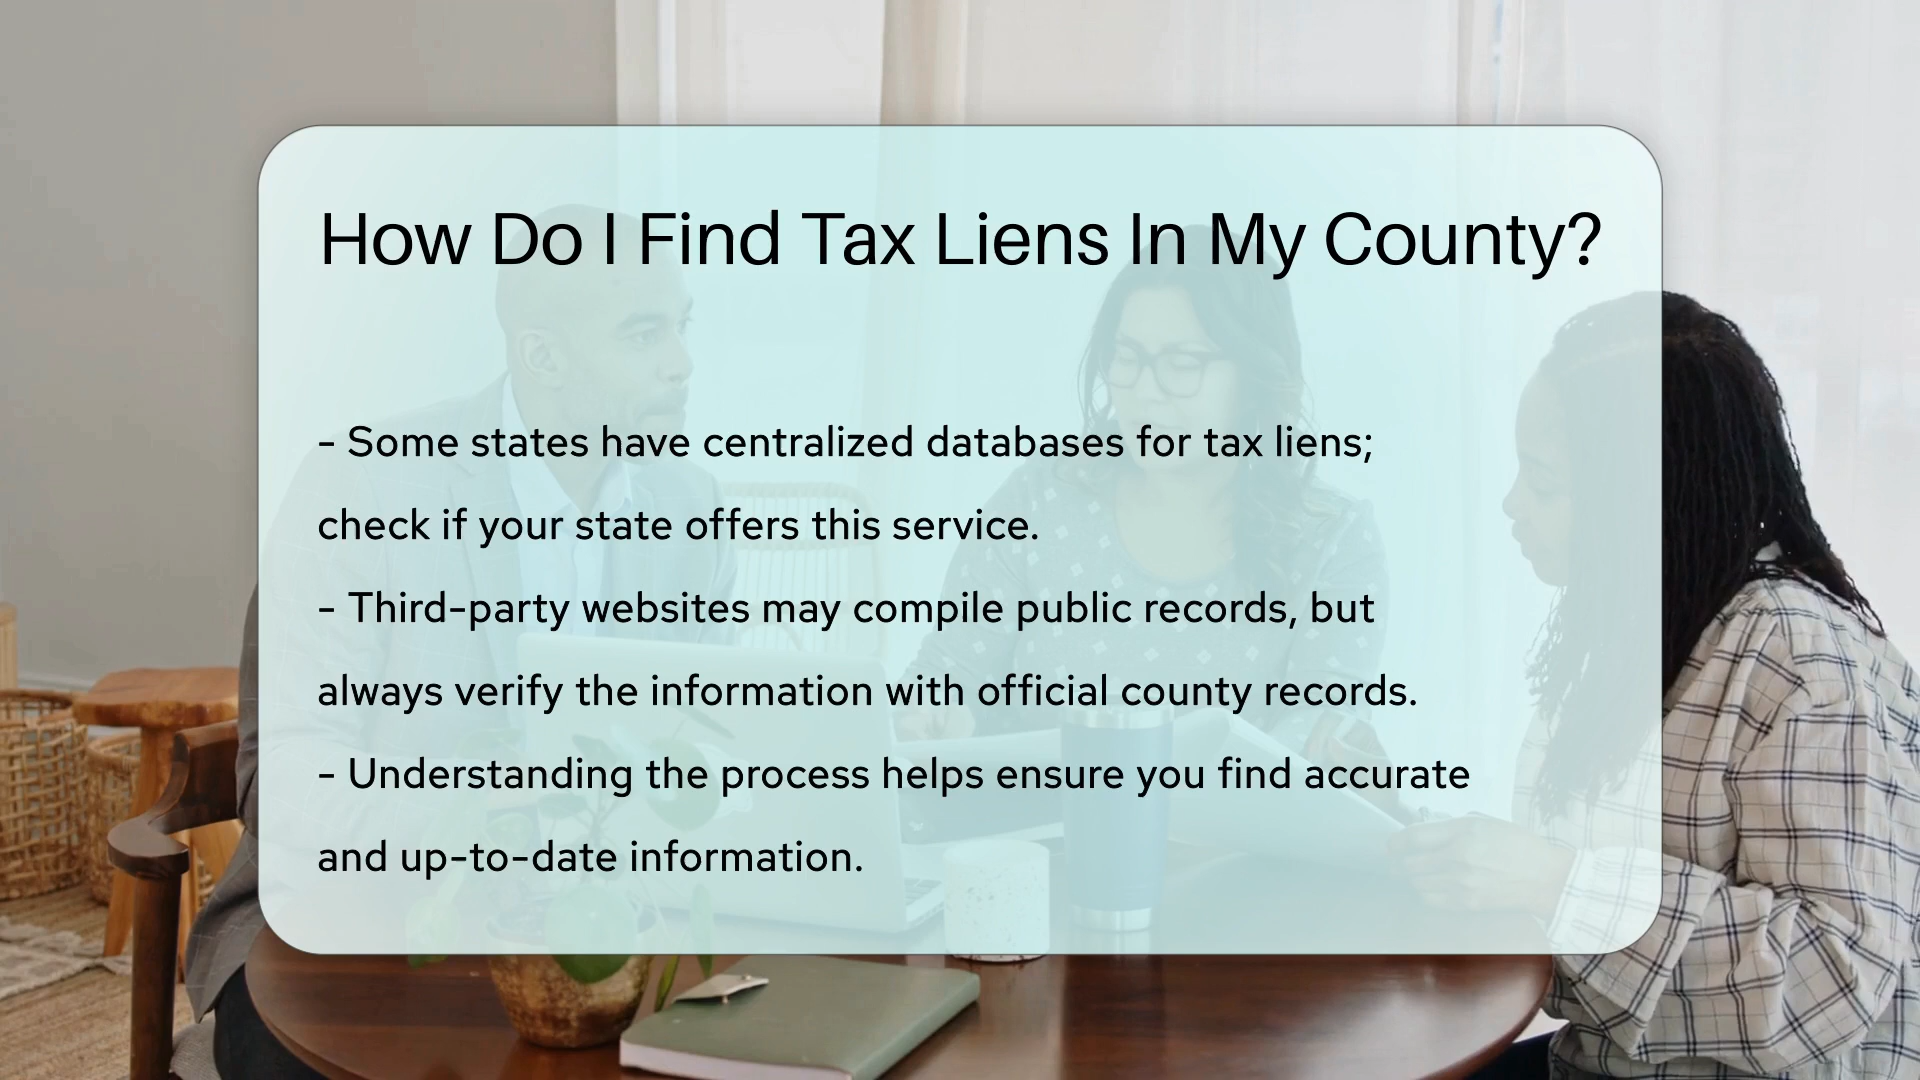 How Do I Find Tax Liens In My County?
- Some states have centralized databases for tax liens;
check if your state offers this service.
- Third-party websites may compile public records, but
always verify the information with official county records.
- Understanding the process helps ensure you find accurate
and up-to-date information.